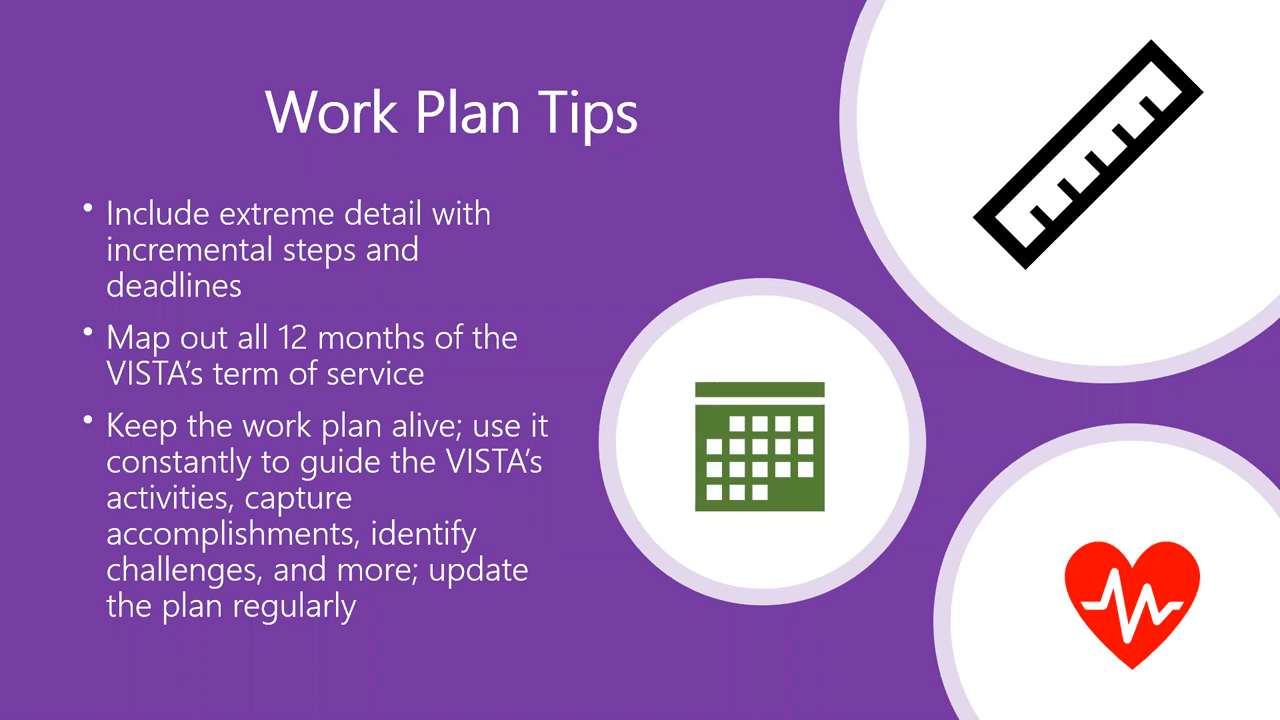 Work Plan Tips
• Include extreme detail with
incremental steps and
deadlines
• Map out all 12 months of the
VISTA's term of service
• Keep the work plan alive; use it
constantly to guide the VISTA's
activities, capture
accomplishments, identify
challenges, and more; update
the plan regularly